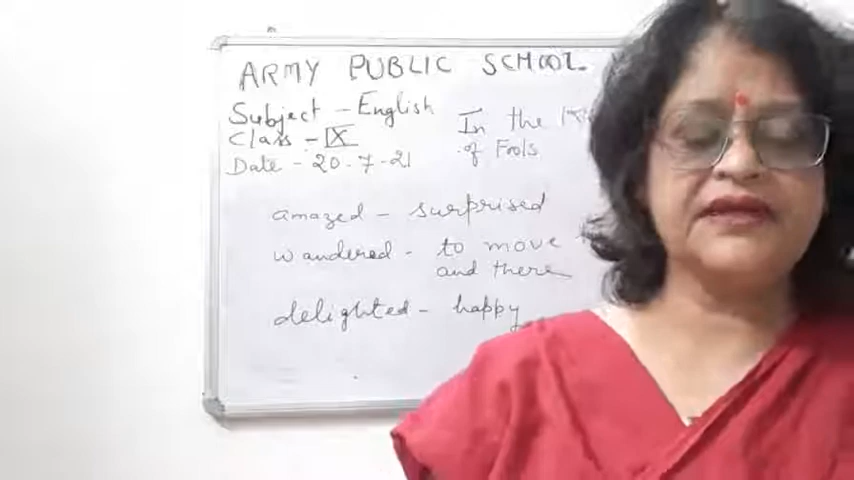 ARMY PUBLIC SCHOOL
Subject - English
Class - IX
Date - 20-7-21
In the
of Fools
amazed - surprised
wandered - to move
and there
delighted - happy